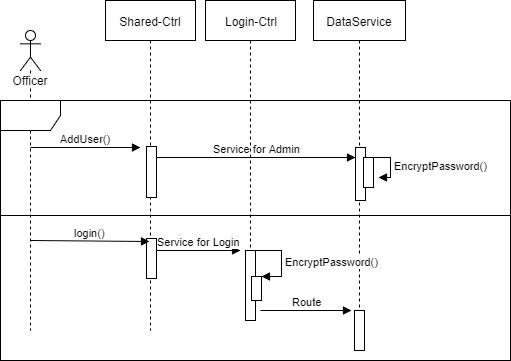 Shared-Ctrl
Login-Ctrl
DataService
Officer
AddUser()
Service for Admin
EncryptPassword()
login()
Service for Login
EncryptPassword()
Route